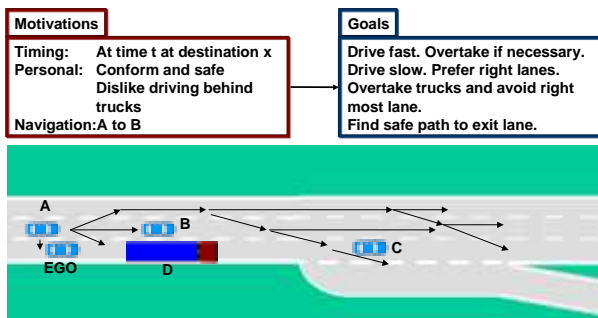 Motivations
Timing: At time t at destination x
Personal: Conform and safe
Dislike driving behind
trucks
Navigation:A to B
Goals
Drive fast. Overtake if necessary.
Drive slow. Prefer right lanes.
Overtake trucks and avoid right
most lane.
Find safe path to exit lane.
A
B
C
EGO
D